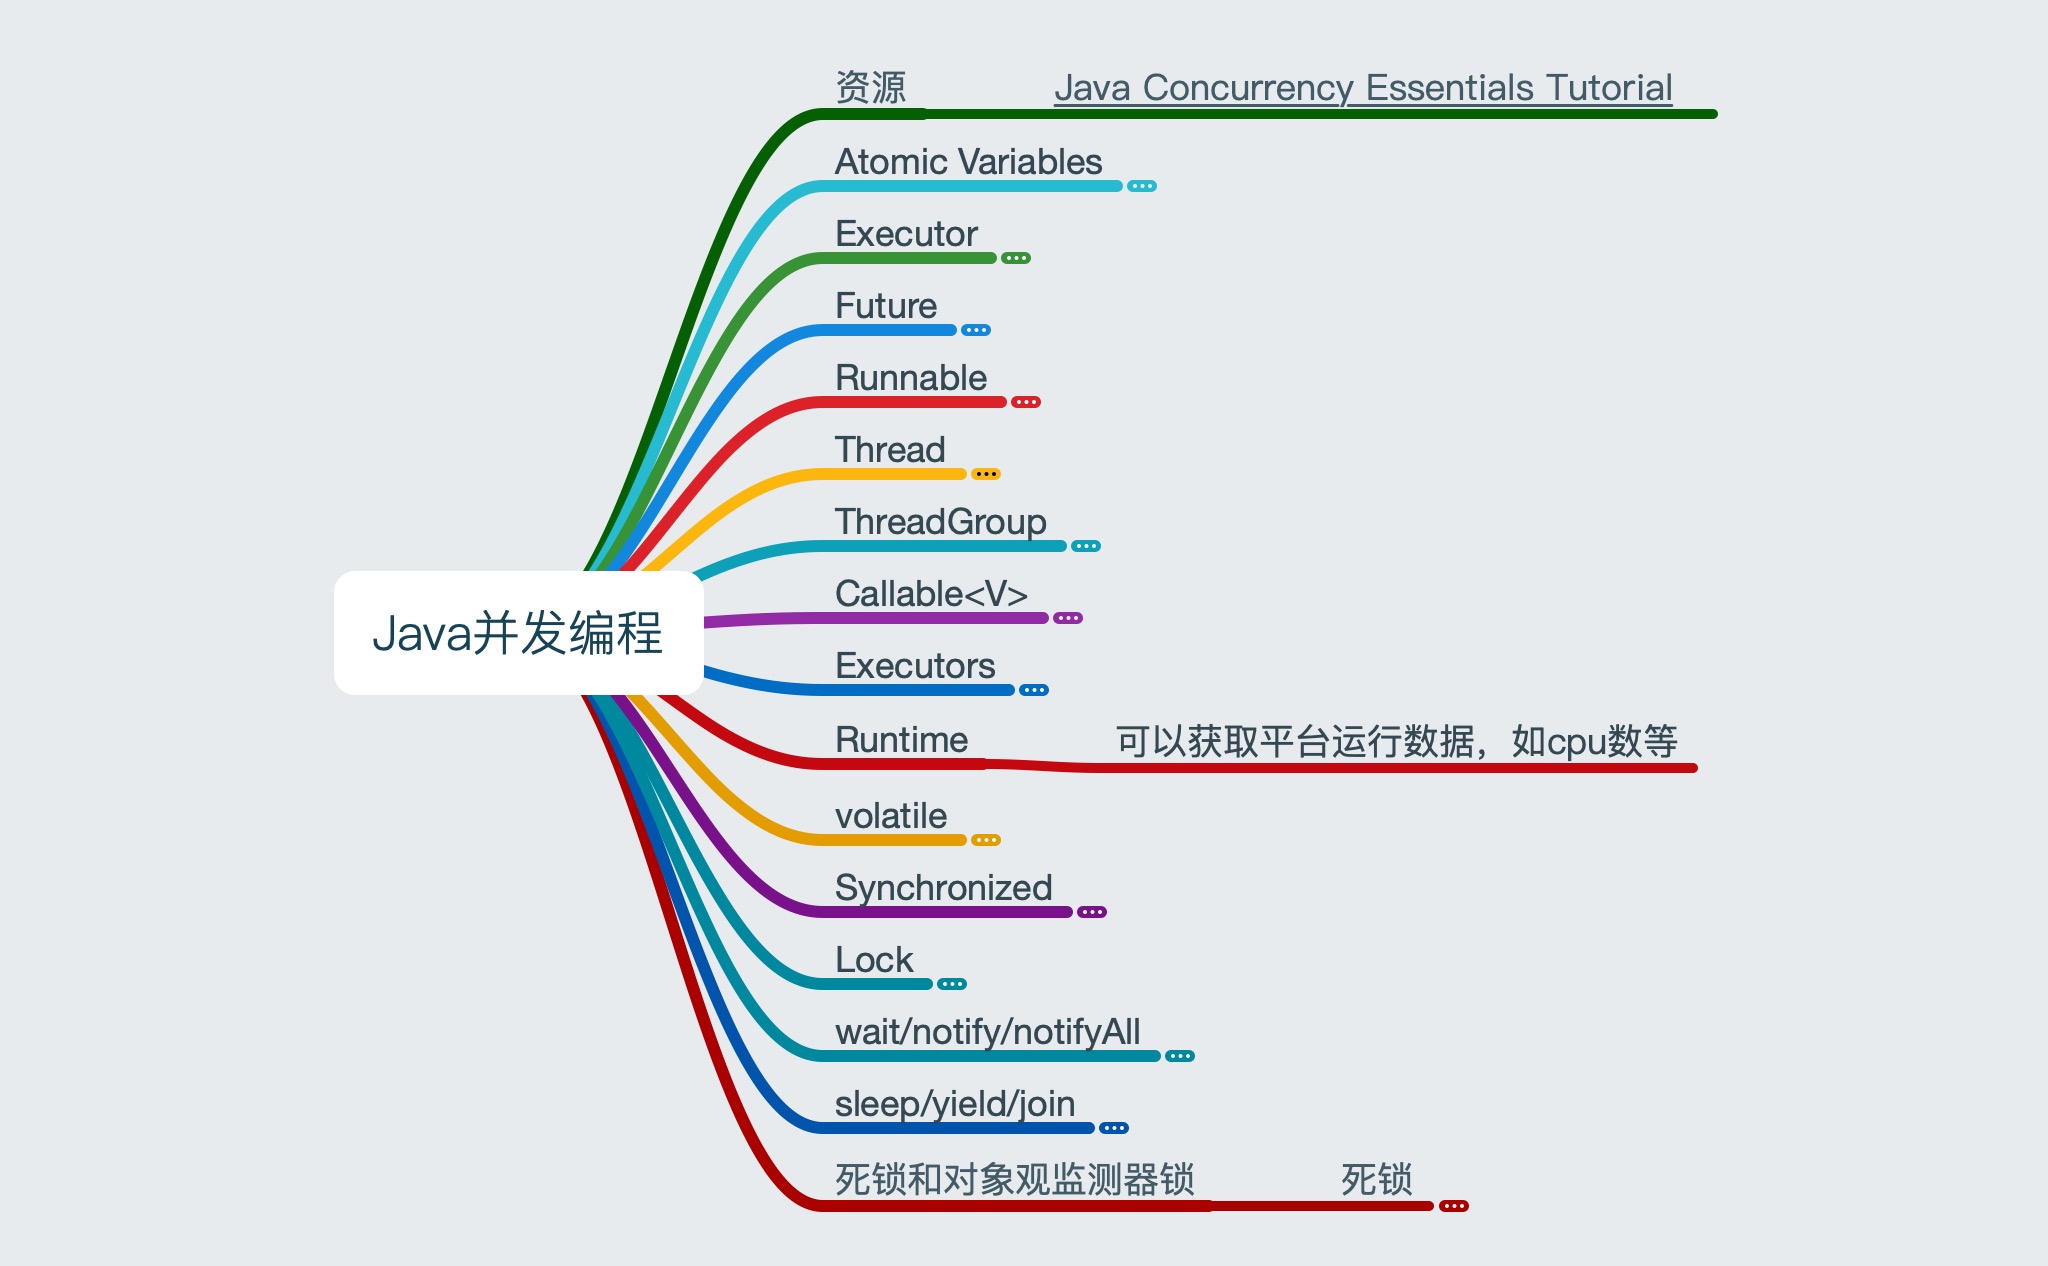 资源
Java Concurrency Essentials Tutorial
Atomic Variables
Executor
Future
Runnable
Thread
ThreadGroup
Callable<V>
Java并发编程
Executors
Runtime
可以获取平台运行数据，如cpu数等
volatile
Synchronized
Lock
wait/notify/notifyAll
sleep/yield/join
死锁和对象观监测器锁
死锁